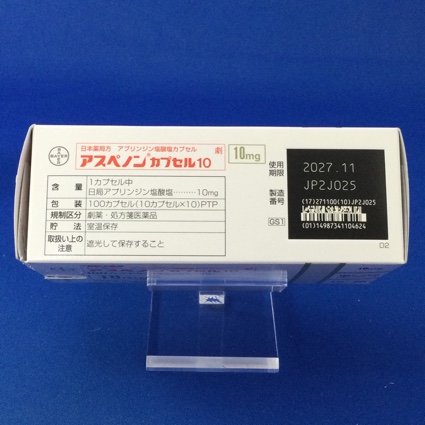 BAYER
日本薬局方 アプリンジン塩酸塩カプセル
劇
アスペノン®カプセル10
10mg
含量
1カプセル中
日局アプリンジン塩酸塩………10mg
包装
100カプセル(10カプセル×10)PTP
規制区分
劇薬・処方箋医薬品
貯法
室温保存
取扱い上の注意
遮光して保存すること
使用期限
2027.11
製造番号
JP2J025
(17)271100(10)JP2J025
GS1
(01)14987341104624
D2